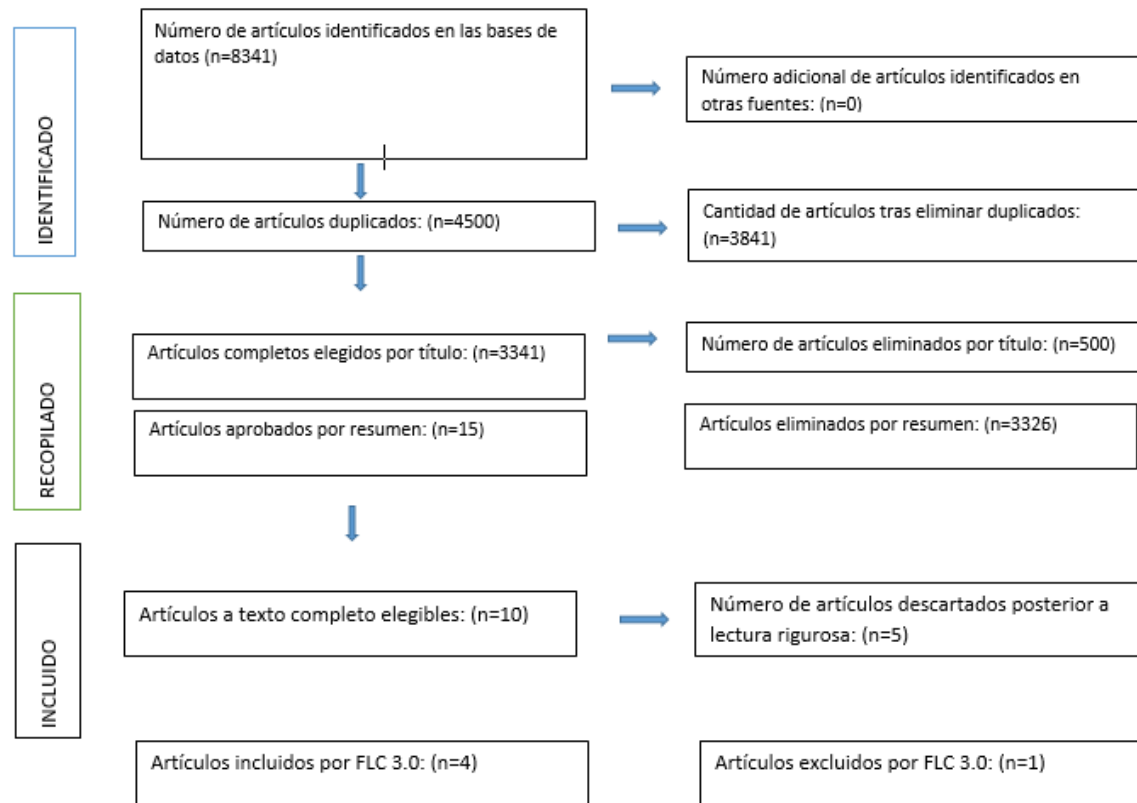 IDENTIFICADO
Número de artículos identificados en las bases de
datos (n=8341)
Número adicional de artículos identificados en
otras fuentes: (n=0)
Número de artículos duplicados: (n=4500)
Cantidad de artículos tras eliminar duplicados:
(n=3841)
RECOPILADO
Artículos completos elegidos por título: (n=3341)
Número de artículos eliminados por título: (n=500)
Artículos aprobados por resumen: (n=15)
Artículos eliminados por resumen: (n=3326)
INCLUIDO
Artículos a texto completo elegibles: (n=10)
Número de artículos descartados posterior a
lectura rigurosa: (n=5)
Artículos incluidos por FLC 3.0: (n=4)
Artículos excluidos por FLC 3.0: (n=1)